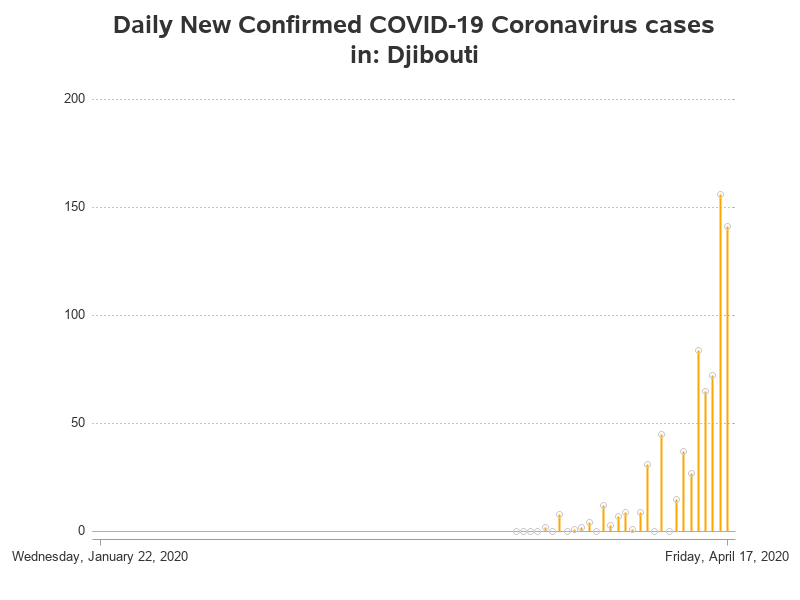 Daily New Confirmed COVID-19 Coronavirus cases
in: Djibouti
200
150
100
50
0
Wednesday, January 22, 2020
Friday, April 17, 2020